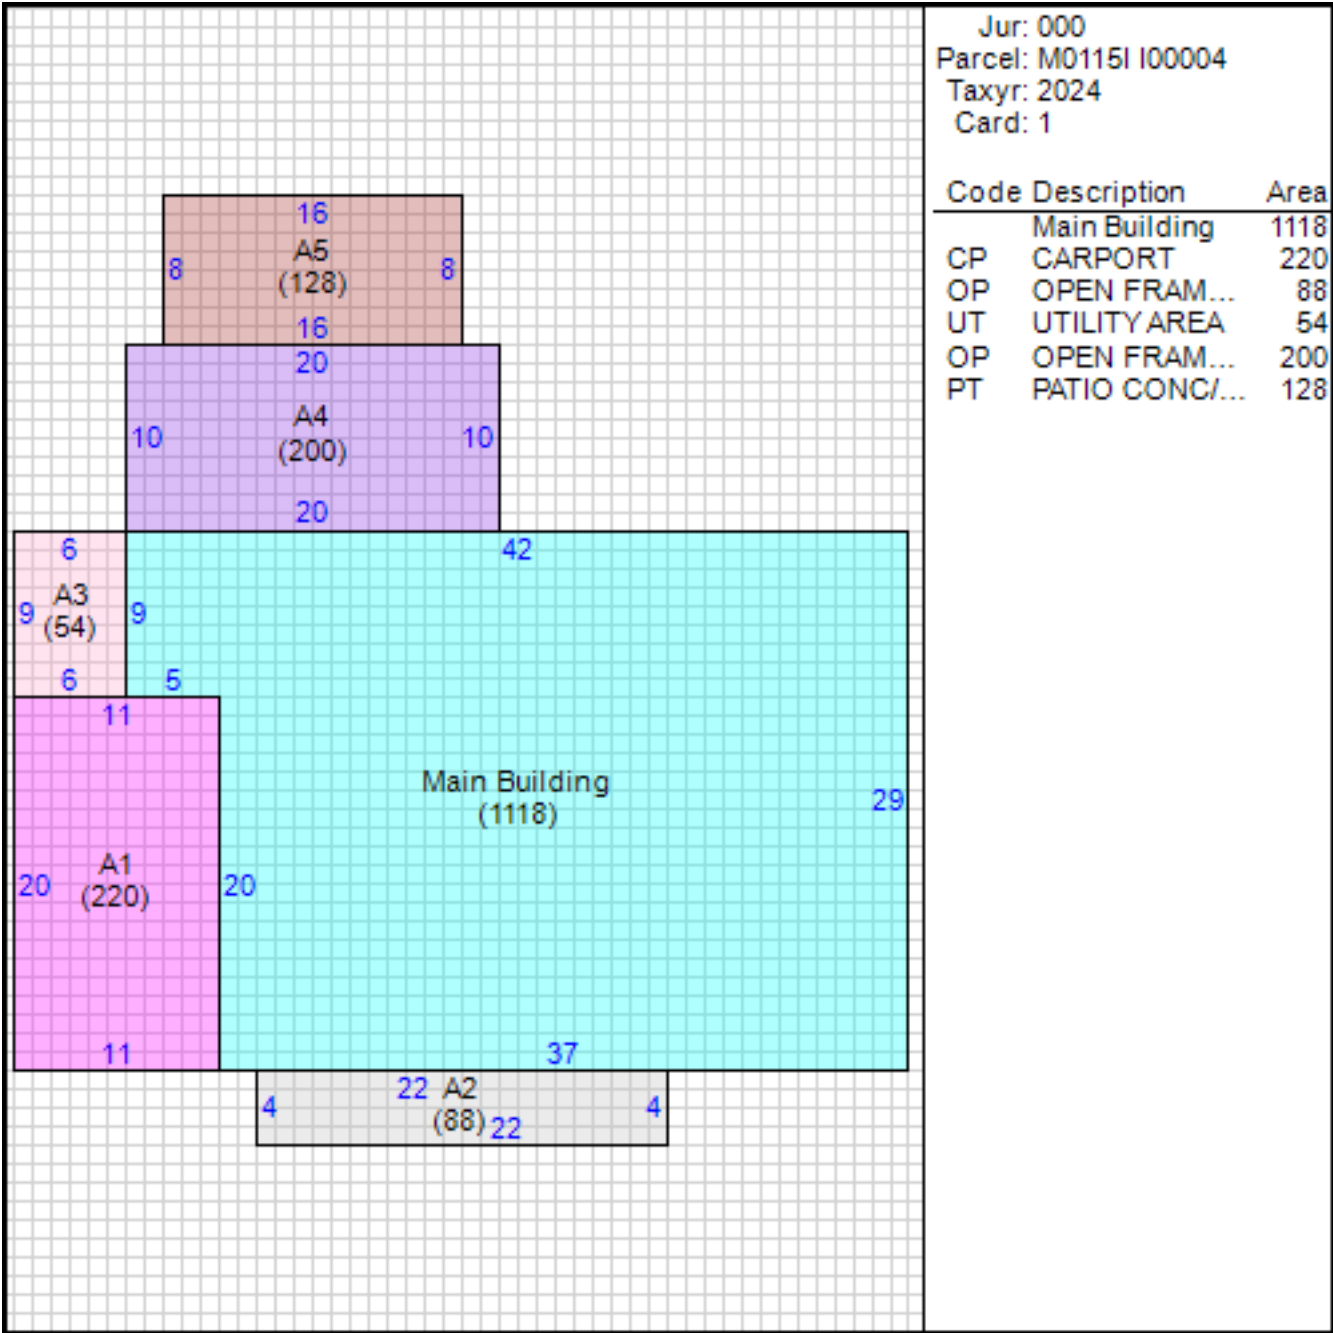 Jur: 000
Parcel: M0115I I00004
Taxyr: 2024
Card: 1
Code Description Area
Main Building 1118
CP CARPORT 220
OP OPEN FRAM... 88
UT UTILITY AREA 54
OP OPEN FRAM... 200
PT PATIO CONC/... 128
16
A5
8 (128) 8
16
20
A4
10 (200) 10
20
6 42
A3
9 (54) 9
6 5
11
Main Building
(1118)
29
A1
20 (220) 20
11 37
22 A2
4 (88) 4
22